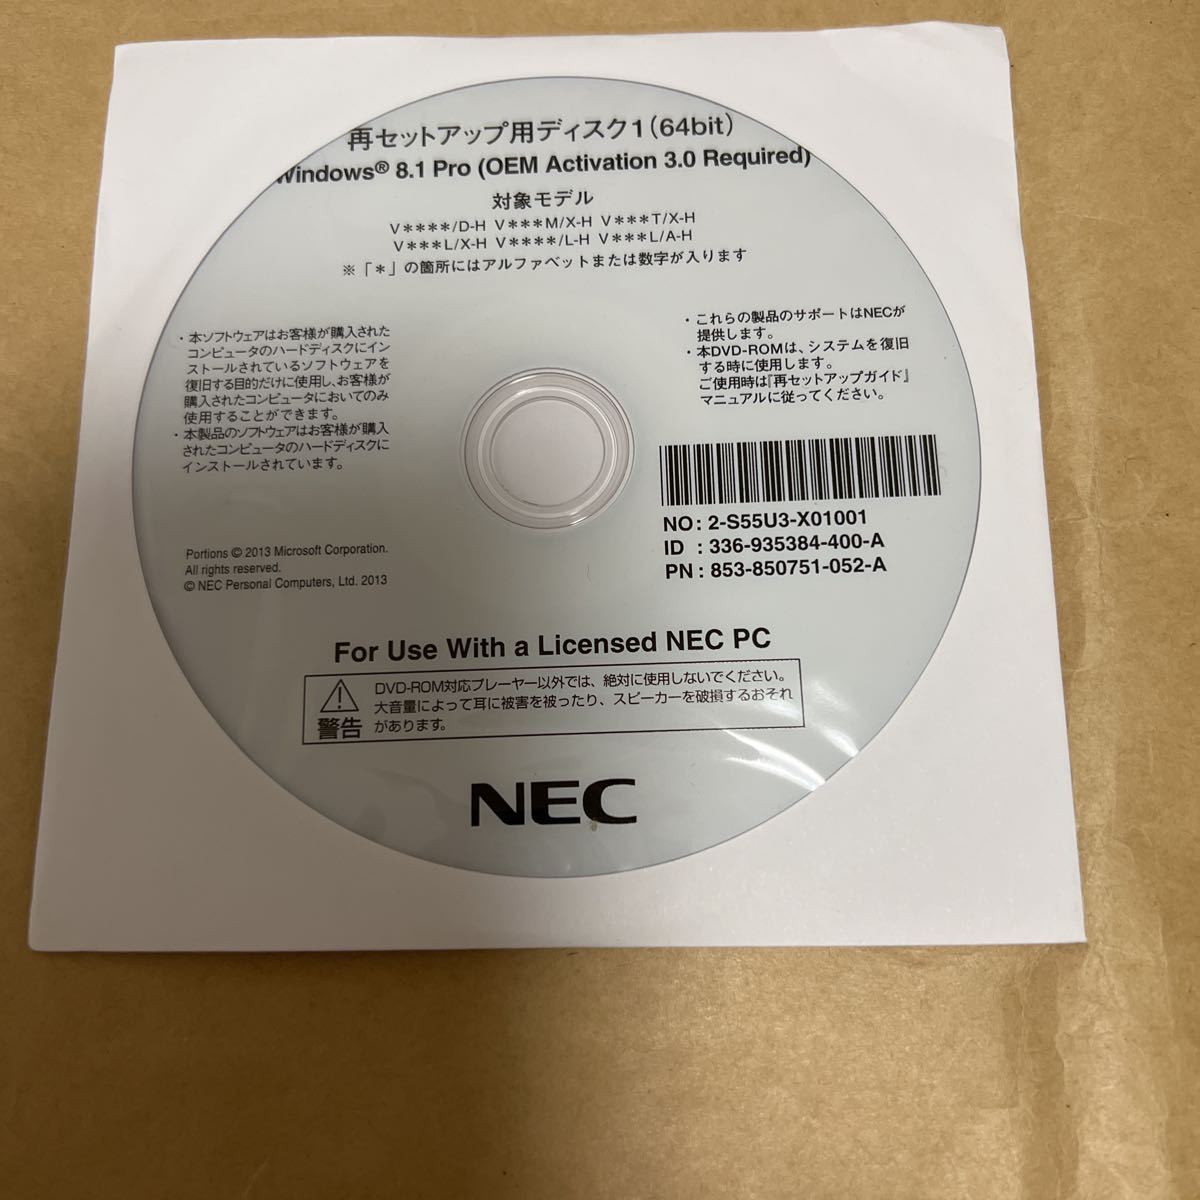 再セットアップ用ディスク1(64bit)
Windows® 8.1 Pro (OEM Activation 3.0 Required)
対象モデル
V****/D-H V***M/X-H V***T/X-H
V***L/X-H V****/L-H V***L/A-H
※「*」の箇所にはアルファベットまたは数字が入ります
・本ソフトウェアはお客様が購入された
コンピュータのハードディスクにイン
ストールされているソフトウェアを
復旧する目的だけに使用し、お客様が
購入されたコンピュータにおいてのみ
使用することができます。
・本製品のソフトウェアはお客様が購入
されたコンピュータのハードディスクに
インストールされています。
・これらの製品のサポートはNECが
提供します。
・本DVD-ROMは、システムを復旧
する時に使用します。
ご使用時は『再セットアップガイド』
マニュアルに従ってください。
NO: 2-S55U3-X01001
ID : 336-935384-400-A
PN : 853-850751-052-A
Portions © 2013 Microsoft Corporation.
All rights reserved.
© NEC Personal Computers, Ltd. 2013
For Use With a Licensed NEC PC
警告
DVD-ROM対応プレーヤー以外では、絶対に使用しないでください。
大音量によって耳に被害を被ったり、スピーカーを破損するおそれ
があります。
NEC